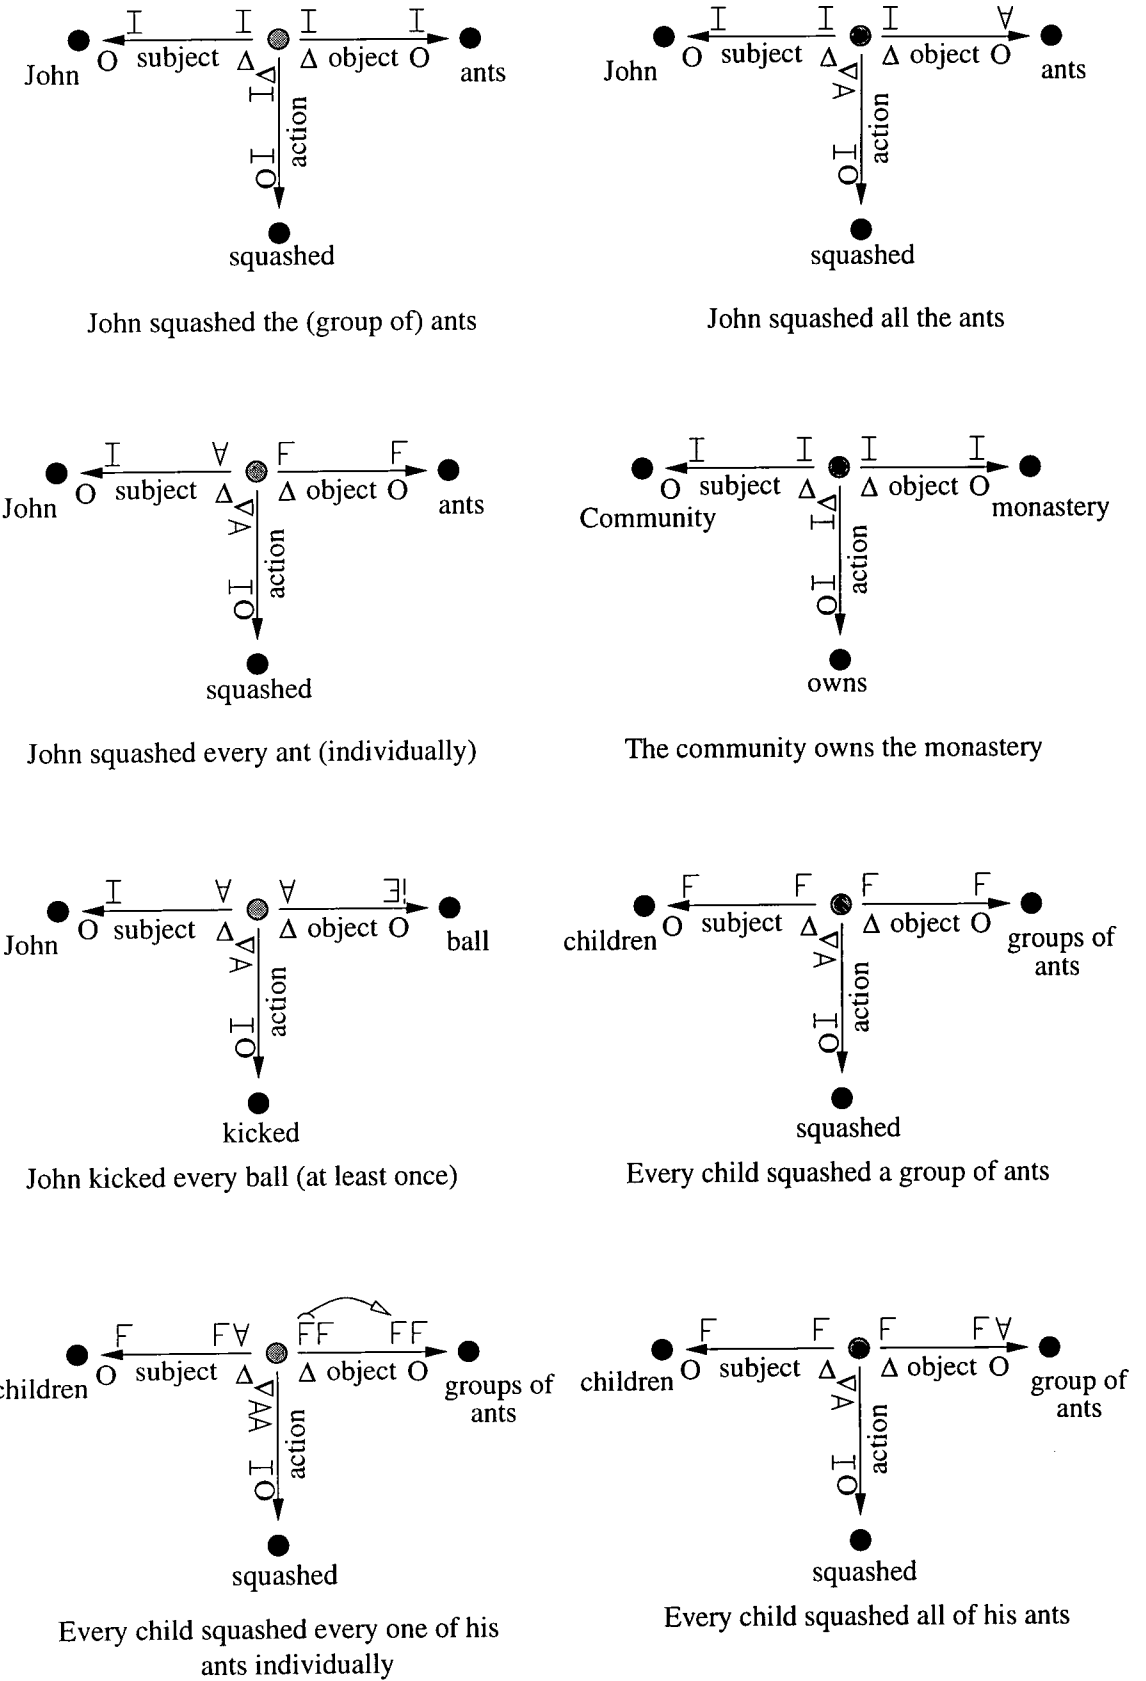 I I I I
O subject Δ Δ object O
John
ants
Δ I I O
action
squashed
John squashed the (group of) ants
I I I ∀
O subject Δ Δ object O
John
ants
Δ ∀ I O
action
squashed
John squashed all the ants
I ∀ F F
O subject Δ Δ object O
John
ants
Δ ∀ I O
action
squashed
John squashed every ant (individually)
I I I I
O subject Δ Δ object O
Community
monastery
Δ I I O
action
owns
The community owns the monastery
I ∀ ∀ ∃!
O subject Δ Δ object O
John
ball
Δ ∀ I O
action
kicked
John kicked every ball (at least once)
F F F F
O subject Δ Δ object O
children
groups of
ants
Δ ∀ I O
action
squashed
Every child squashed a group of ants
F F∀ FF FF
O subject Δ Δ object O
children
groups of
ants
Δ ∀∀ I O
action
squashed
Every child squashed every one of his
ants individually
F F F F∀
O subject Δ Δ object O
children
group of
ants
Δ ∀ I O
action
squashed
Every child squashed all of his ants